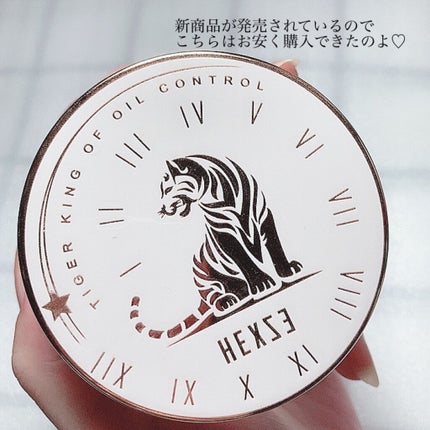 新商品が発売されているので
こちらはお安く購入できたのよ♡
TIGER KING OF OIL CONTROL
I
II
III
IV
V
VI
VII
VIII
IX
X
XI
XII
HEXZE